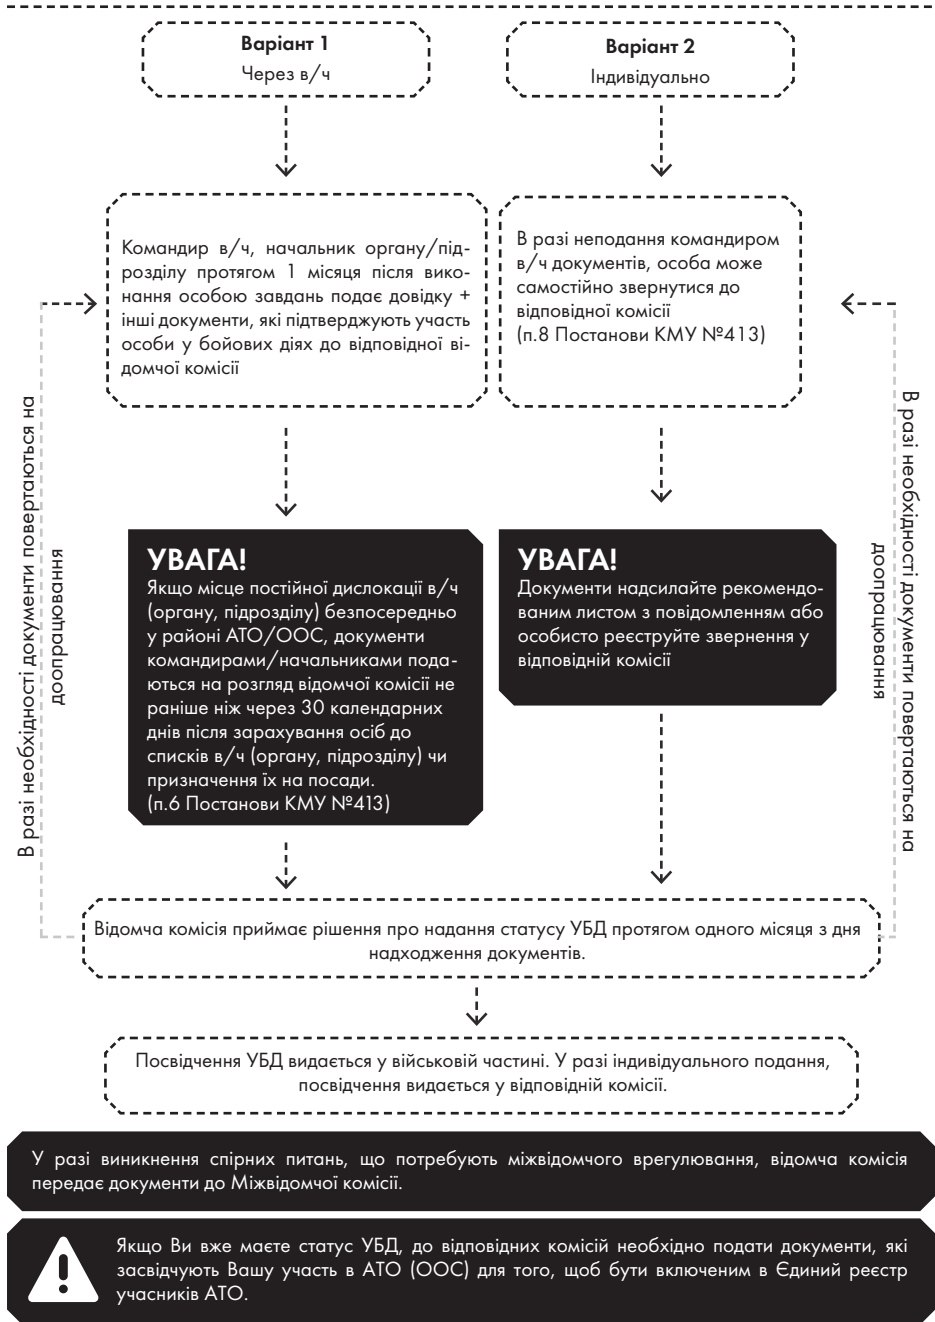 Варіант 1
Через в/ч
Варіант 2
Індивідуально
Командир в/ч, начальник органу/під-
розділу протягом 1 місяця після вико-
нання особою завдань подає довідку +
інші документи, які підтверджують участь
особи у бойових діях до відповідної ві-
домчої комісії
В разі неподання командиром
в/ч документів, особа може
самостійно звернутися до
відповідної комісії
(п.8 Постанови КМУ №413)
В разі необхідності документи повертаються на
доопрацювання
В разі необхідності документи повертаються на
доопрацювання
УВАГА!
Якщо місце постійної дислокації в/ч
(органу, підрозділу) безпосередньо
у районі АТО/ООС, документи
командирами/начальниками пода-
ються на розгляд відомчої комісії не
раніше ніж через 30 календарних
днів після зарахування осіб до
списків в/ч (органу, підрозділу) чи
призначення їх на посади.
(п.6 Постанови КМУ №413)
УВАГА!
Документи надсилайте рекомендо-
ваним листом з повідомленням або
особисто реєструйте звернення у
відповідній комісії
Відомча комісія приймає рішення про надання статусу УБД протягом одного місяця з дня
надходження документів.
Посвідчення УБД видається у військовій частині. У разі індивідуального подання,
посвідчення видається у відповідній комісії.
У разі виникнення спірних питань, що потребують міжвідомчого врегулювання, відомча комісія
передає документи до Міжвідомчої комісії.
Якщо Ви вже маєте статус УБД, до відповідних комісій необхідно подати документи, які
засвідчують Вашу участь в АТО (ООС) для того, щоб бути включеним в Єдиний реєстр
учасників АТО.